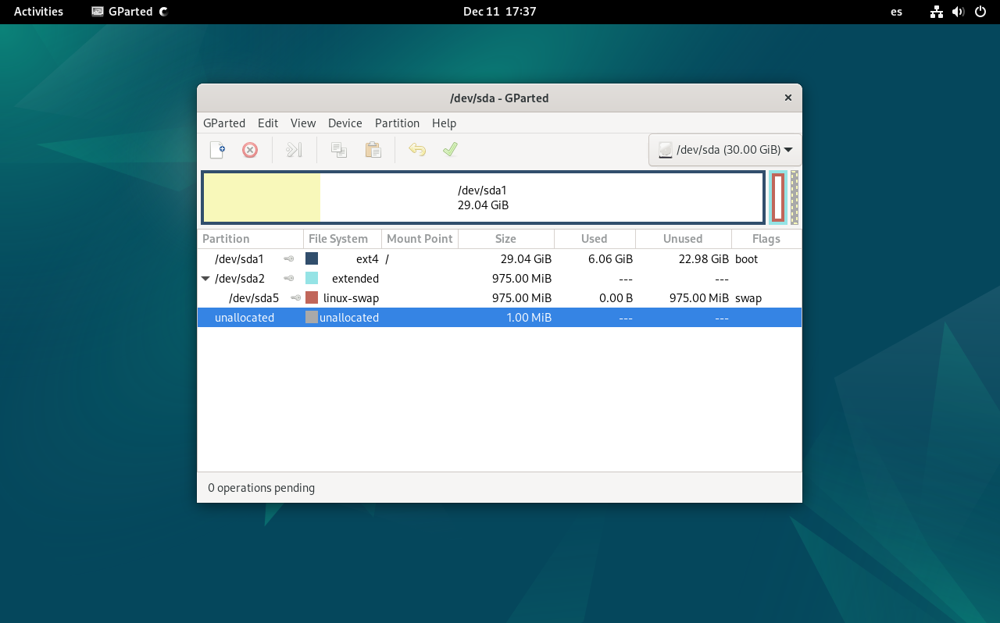 Activities GParted Dec 11 17:37 es
/dev/sda - GParted
GParted Edit View Device Partition Help
/dev/sda (30.00 GiB)
/dev/sda1
29.04 GiB
Partition File System Mount Point Size Used Unused Flags
/dev/sda1 ext4 / 29.04 GiB 6.06 GiB 22.98 GiB boot
/dev/sda2 extended 975.00 MiB --- ---
/dev/sda5 linux-swap 975.00 MiB 0.00 B 975.00 MiB swap
unallocated unallocated 1.00 MiB --- ---
0 operations pending